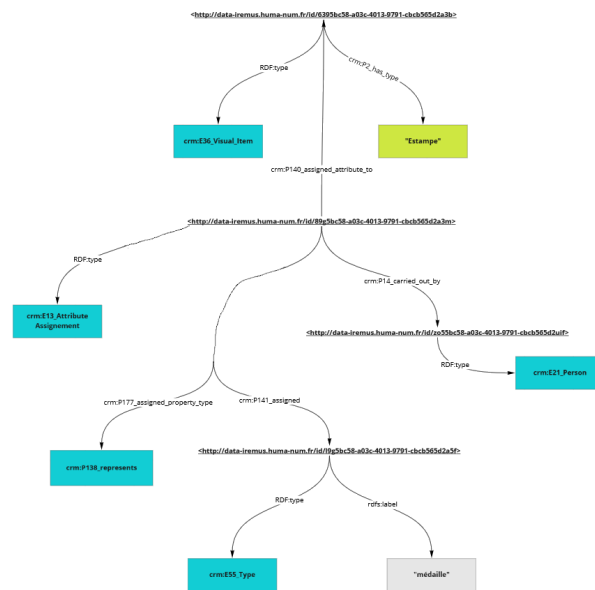 <http://data-iremus.huma-num.fr/id/6395bc58-a03c-4013-9791-cbcb565d2a3b>
RDF:type
crm:P2_has_type
crm:E36_Visual_Item
"Estampe"
crm:P140_assigned_attribute_to
<http://data-iremus.huma-num.fr/id/89g5bc58-a03c-4013-9791-cbcb565d2a3m>
RDF:type
crm:P14_carried_out_by
crm:E13_Attribute
Assignement
<http://data-iremus.huma-num.fr/id/zo55bc58-a03c-4013-9791-cbcb565d2uif>
RDF:type
crm:E21_Person
crm:P177_assigned_property_type
crm:P141_assigned
<http://data-iremus.huma-num.fr/id/l9g5bc58-a03c-4013-9791-cbcb565d2a5f>
crm:P138_represents
RDF:type
rdfs:label
crm:E55_Type
"médaille"